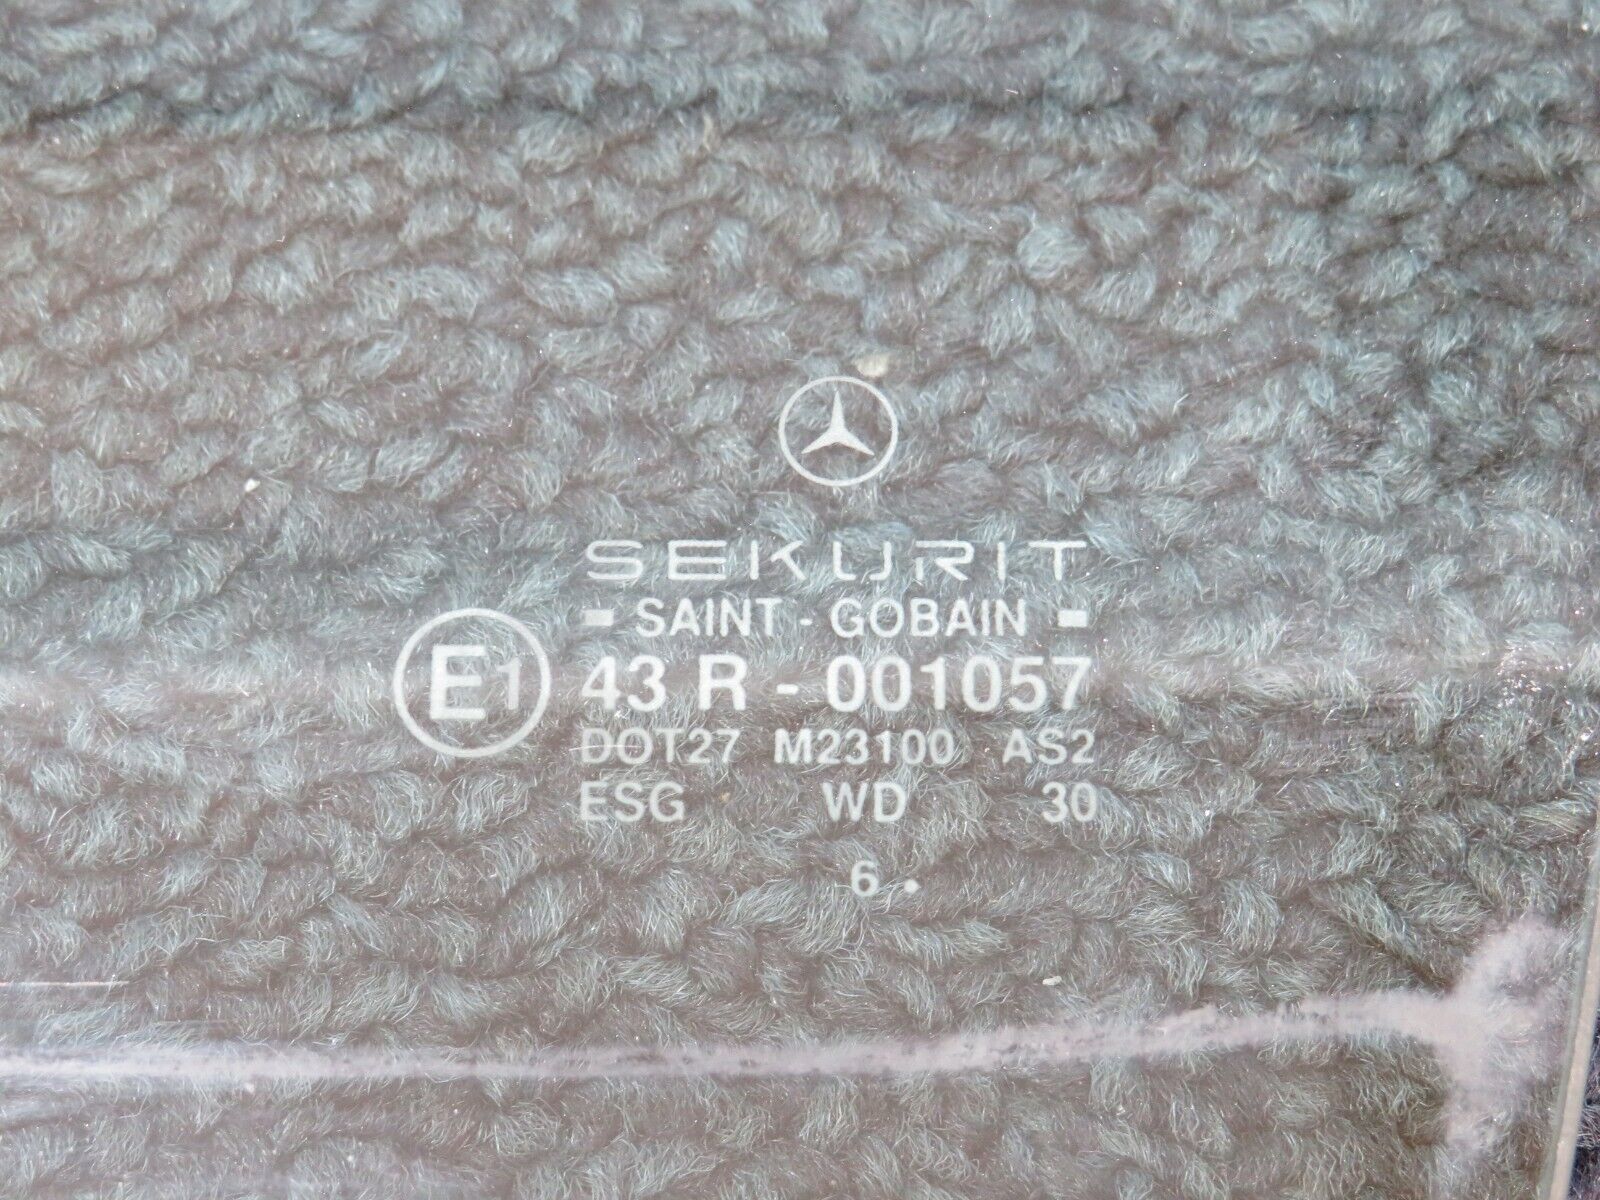 SEKURIT
SAINT - GOBAIN
E1 43 R - 001057
DOT27 M23100 AS2
ESG WD 30
6 .